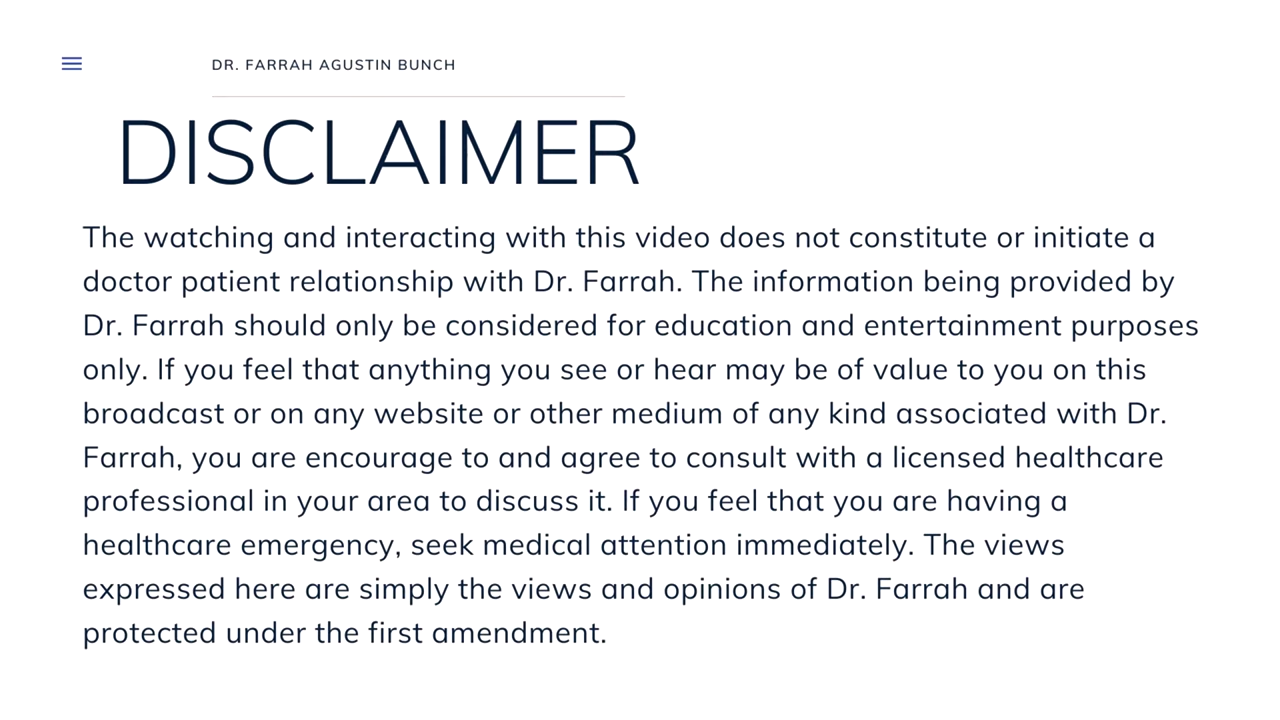 DR. FARRAH AGUSTIN BUNCH
DISCLAIMER
The watching and interacting with this video does not constitute or initiate a
doctor patient relationship with Dr. Farrah. The information being provided by
Dr. Farrah should only be considered for education and entertainment purposes
only. If you feel that anything you see or hear may be of value to you on this
broadcast or on any website or other medium of any kind associated with Dr.
Farrah, you are encourage to and agree to consult with a licensed healthcare
professional in your area to discuss it. If you feel that you are having a
healthcare emergency, seek medical attention immediately. The views
expressed here are simply the views and opinions of Dr. Farrah and are
protected under the first amendment.